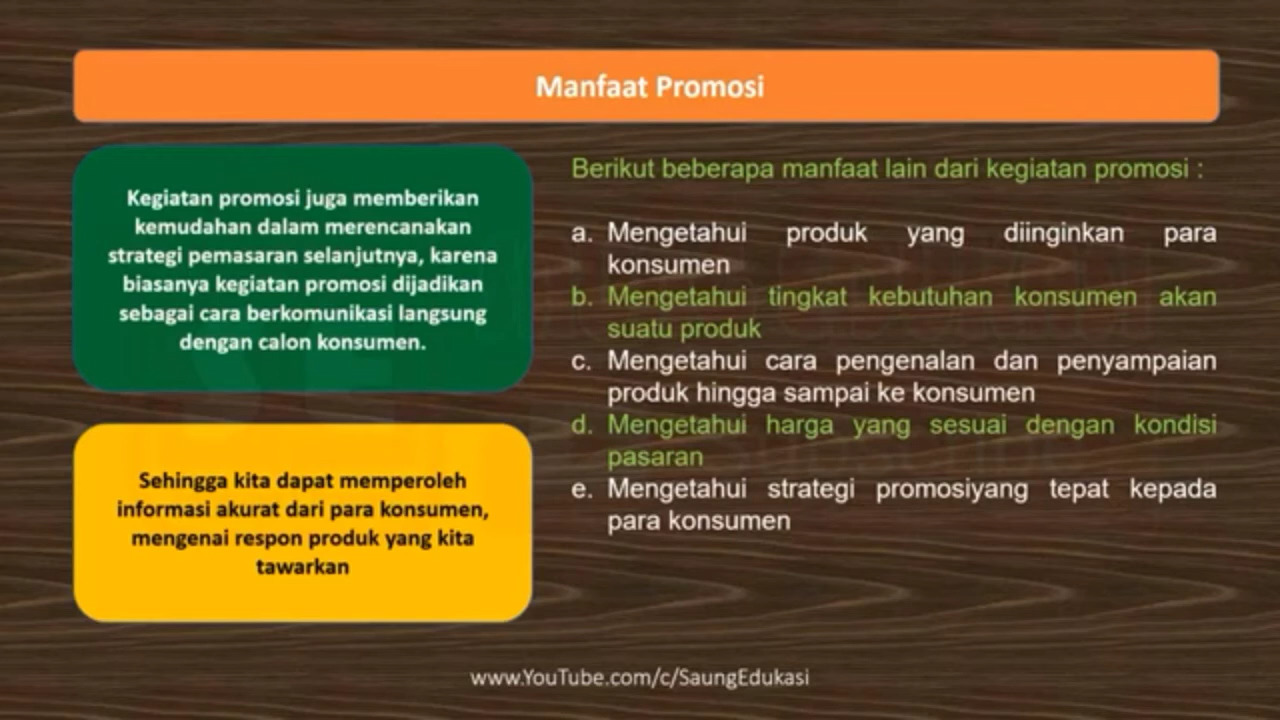 Manfaat Promosi
Kegiatan promosi juga memberikan
kemudahan dalam merencanakan
strategi pemasaran selanjutnya, karena
biasanya kegiatan promosi dijadikan
sebagai cara berkomunikasi langsung
dengan calon konsumen.
Sehingga kita dapat memperoleh
informasi akurat dari para konsumen,
mengenai respon produk yang kita
tawarkan
Berikut beberapa manfaat lain dari kegiatan promosi :
a. Mengetahui produk yang diinginkan para
konsumen
b. Mengetahui tingkat kebutuhan konsumen akan
suatu produk
c. Mengetahui cara pengenalan dan penyampaian
produk hingga sampai ke konsumen
d. Mengetahui harga yang sesuai dengan kondisi
pasaran
e. Mengetahui strategi promosiyang tepat kepada
para konsumen
www.YouTube.com/c/SaungEdukasi